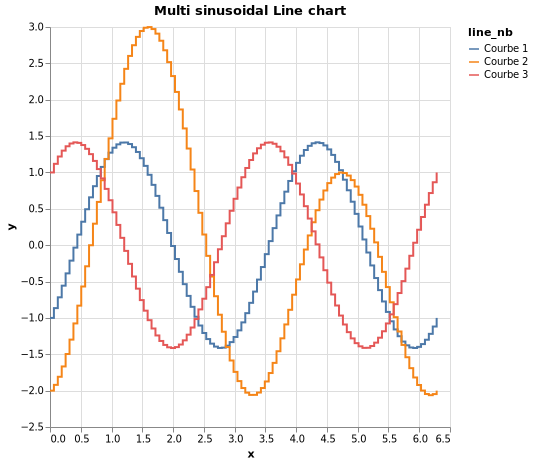 Multi sinusoidal Line chart
line_nb
Courbe 1
Courbe 2
Courbe 3
3.0
2.5
2.0
1.5
1.0
0.5
0.0
−0.5
−1.0
−1.5
−2.0
−2.5
y
0.0 0.5 1.0 1.5 2.0 2.5 3.0 3.5 4.0 4.5 5.0 5.5 6.0 6.5
x